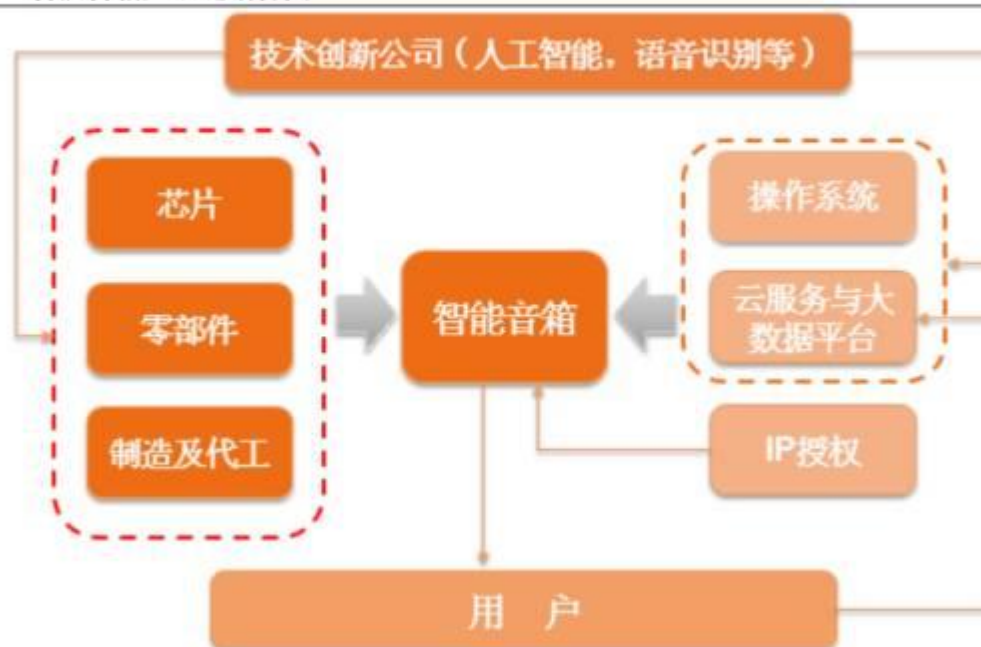 技术创新公司（人工智能，语音识别等）
芯片
零部件
制造及代工
智能音箱
操作系统
云服务与大
数据平台
IP授权
用 户